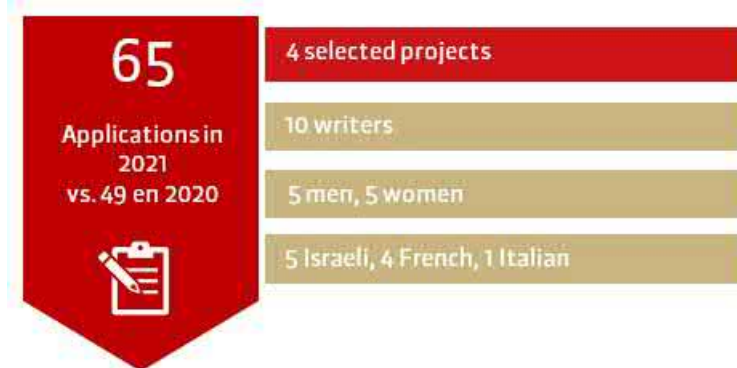 65
Applications in
2021
vs. 49 en 2020
4 selected projects
10 writers
5 men, 5 women
5 Israeli, 4 French, 1 Italian